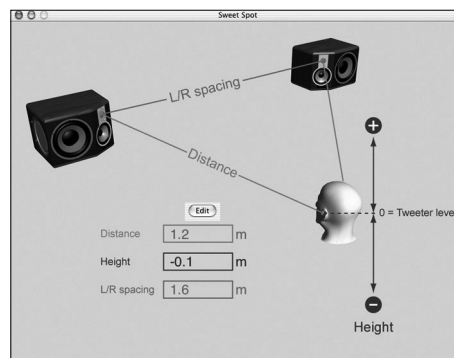 Sweet Spot
L/R spacing
Distance
+
0 = Tweeter leve
Edit
Distance 1.2 m
Height -0.1 m
L/R spacing 1.6 m
−
Height